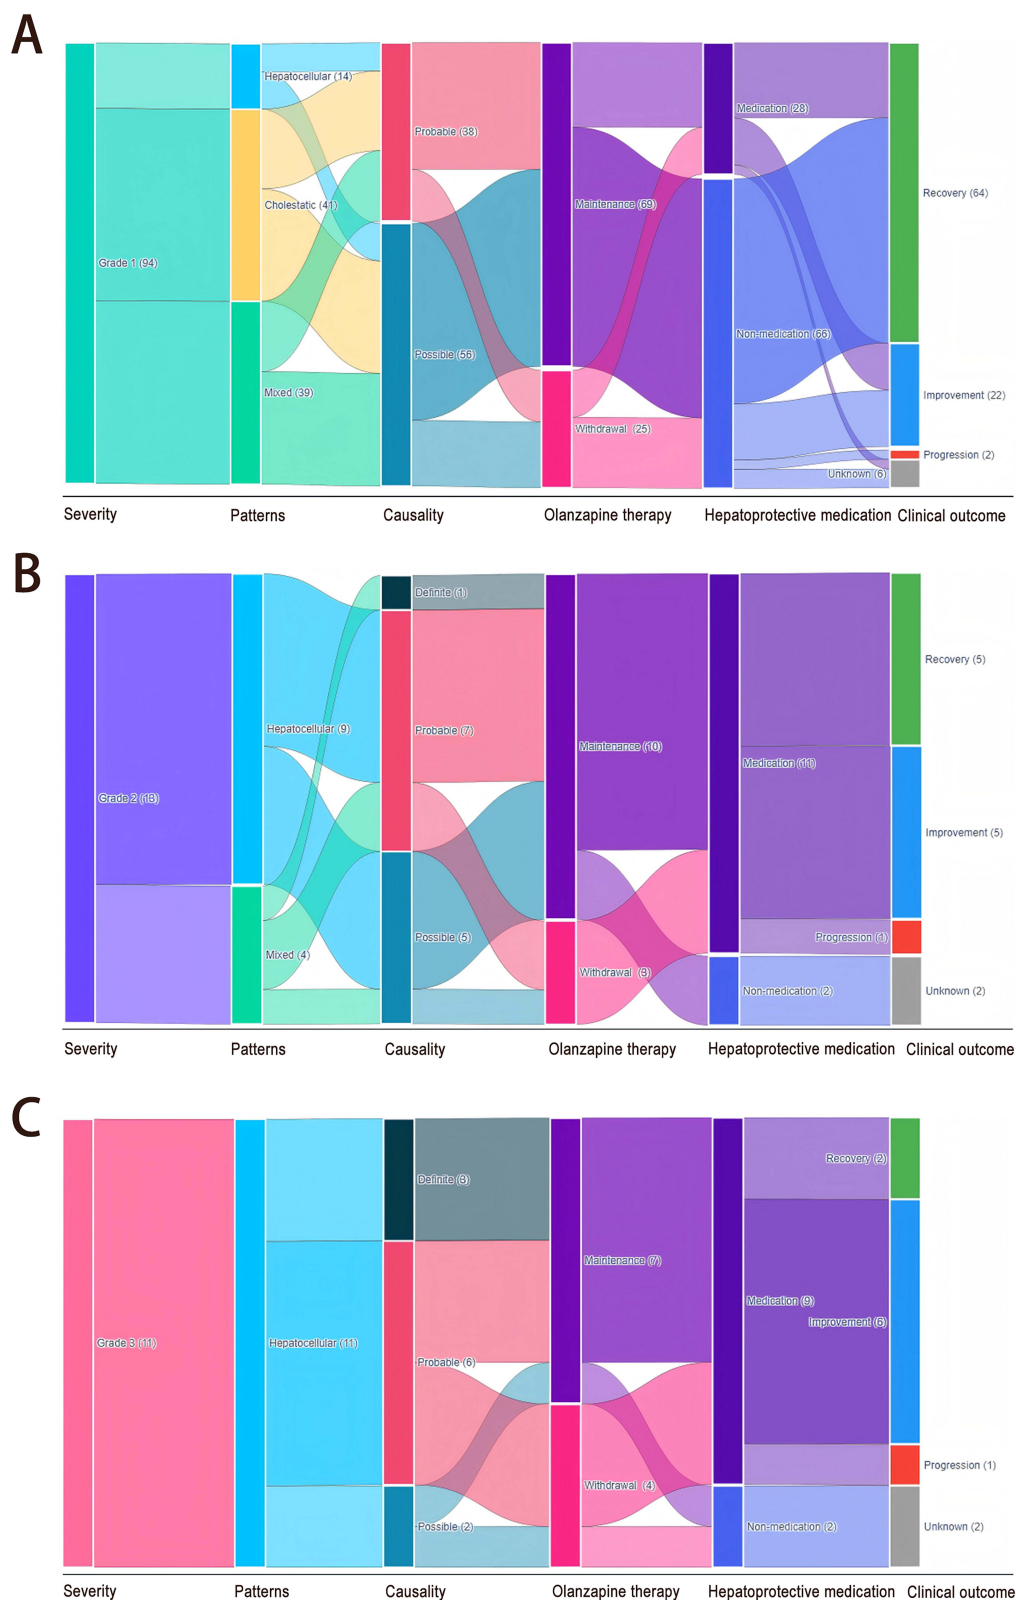 A
Hepatocellular (14)
Medication (28)
Probable (38)
Recovery (64)
Cholestatic (41)
Maintenance (69)
Grade 1 (94)
Non-medication (66)
Possible (56)
Mixed (39)
Improvement (22)
Withdrawal (25)
Progression (2)
Unknown (6)
Severity Patterns Causality Olanzapine therapy Hepatoprotective medication Clinical outcome
B
Definite (1)
Recovery (5)
Hepatocellular (9)
Probable (7)
Maintenance (10)
Medication (11)
Grade 2 (13)
Improvement (5)
Possible (5)
Progression (1)
Mixed (4)
Withdrawal (3)
Non-medication (2)
Unknown (2)
Severity Patterns Causality Olanzapine therapy Hepatoprotective medication Clinical outcome
C
Recovery (2)
Definite (3)
Maintenance (7)
Medication (9)
Improvement (6)
Grade 3 (11)
Hepatocellular (11)
Probable (6)
Progression (1)
Withdrawal (4)
Possible (2)
Non-medication (2)
Unknown (2)
Severity Patterns Causality Olanzapine therapy Hepatoprotective medication Clinical outcome